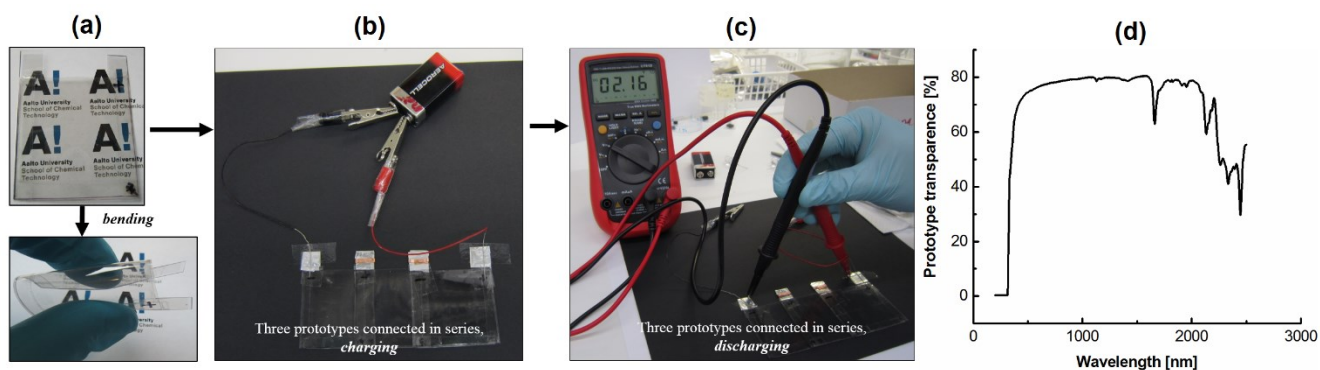 (a)
A! A!
Aalto University
School of Chemical
Technology
Aalto University
School of Chemical
Technology
A! A!
Aalto University
School of Chemical
Technology
Aalto University
School of Chem
Technology
bending
A! A!
(b)
AEROCELL
Three prototypes connected in series,
charging
(c)
02.16
Three prototypes connected in series,
discharging
(d)
Prototype transparence [%]
80
60
40
20
0
0 1000 2000 3000
Wavelength [nm]